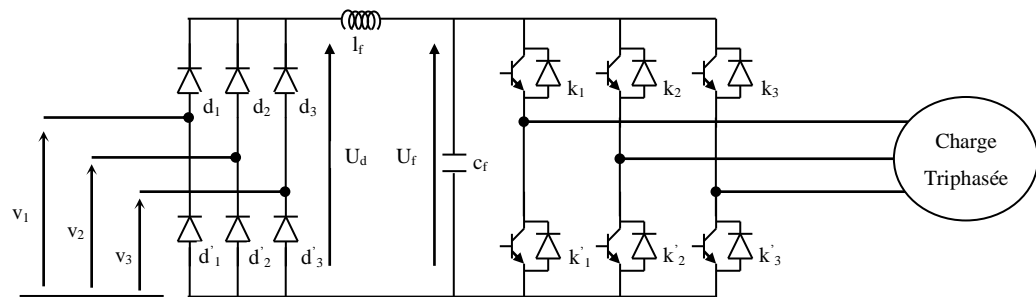 l_f
d_1 d_2 d_3
k_1 k_2 k_3
U_d U_f c_f
Charge
Triphasée
v_1
v_2
v_3
d'_1 d'_2 d'_3
k'_1 k'_2 k'_3